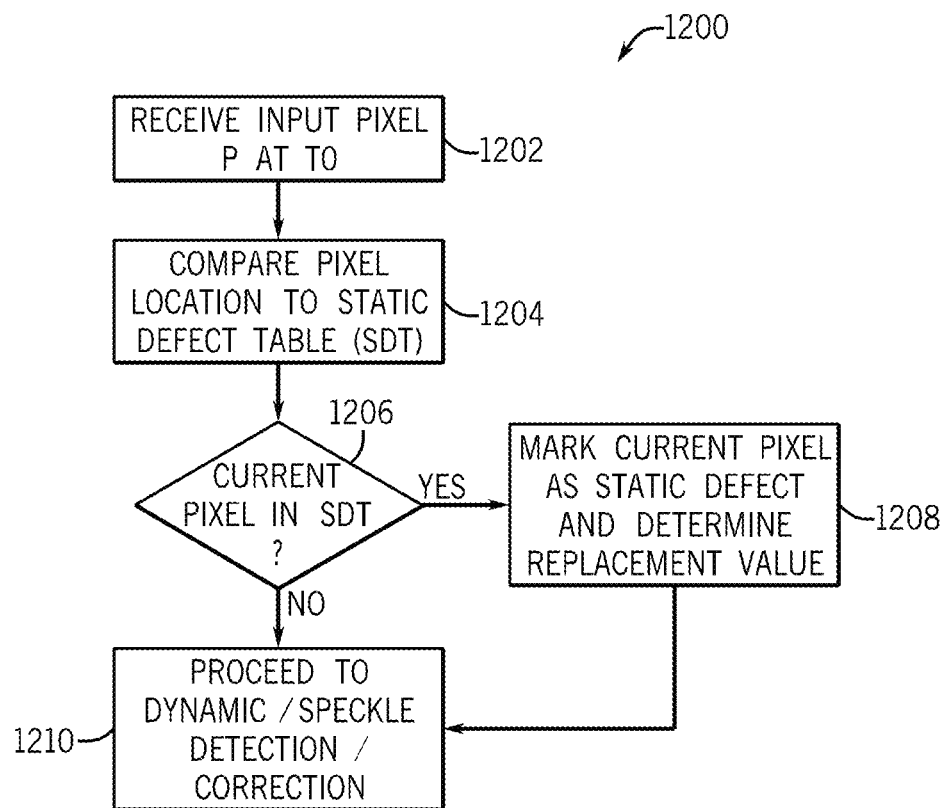 1200
RECEIVE INPUT PIXEL
P AT TO
1202
COMPARE PIXEL
LOCATION TO STATIC
DEFECT TABLE (SDT)
1204
1206
CURRENT
PIXEL IN SDT
?
YES
NO
MARK CURRENT PIXEL
AS STATIC DEFECT
AND DETERMINE
REPLACEMENT VALUE
1208
PROCEED TO
DYNAMIC / SPECKLE
DETECTION /
CORRECTION
1210